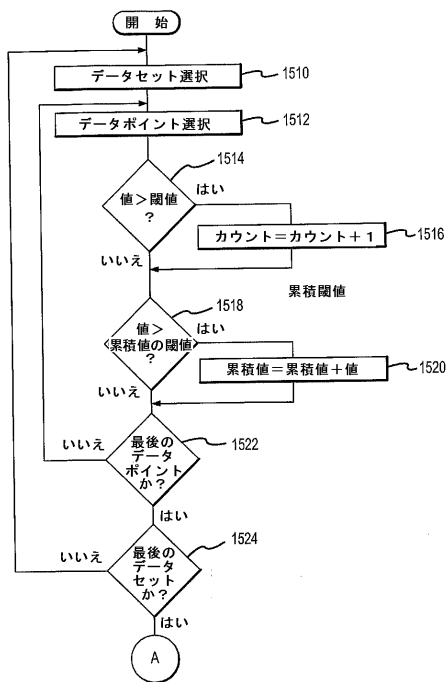 開 始
データセット選択
1510
データポイント選択
1512
1514
値＞閾値
?
はい
カウント＝カウント＋1
1516
いいえ
累積閾値
1518
値＞
累積値の閾値
?
はい
累積値＝累積値＋値
1520
いいえ
いいえ
最後の
データ
ポイント
か?
1522
はい
いいえ
最後の
データ
セット
か?
1524
はい
A